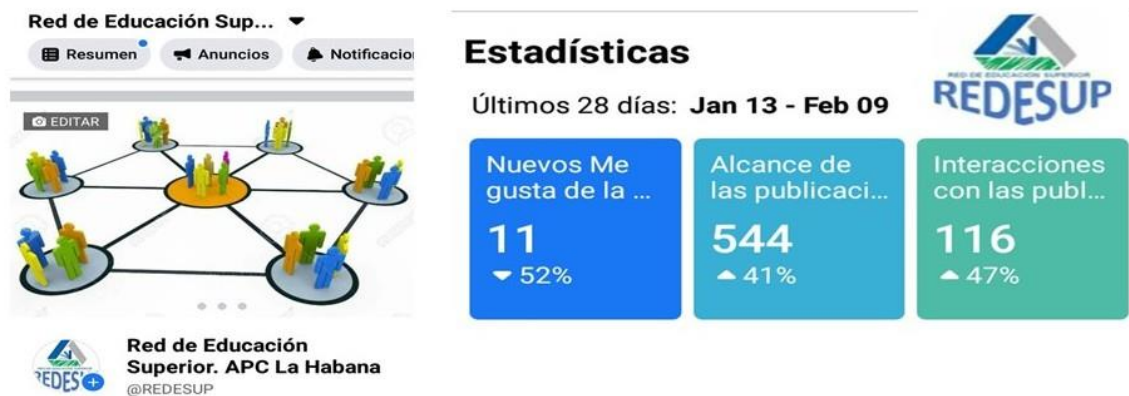 Red de Educación Sup...
Resumen
Anuncios
Notificacio
EDITAR
Red de Educación
Superior. APC La Habana
@REDESUP
REDES
Estadísticas
Últimos 28 días: Jan 13 - Feb 09
RED DE EDUCACIÓN SUPERIOR
REDESUP
Nuevos Me
gusta de la ...
11
52%
Alcance de
las publicaci...
544
41%
Interacciones
con las publ...
116
47%